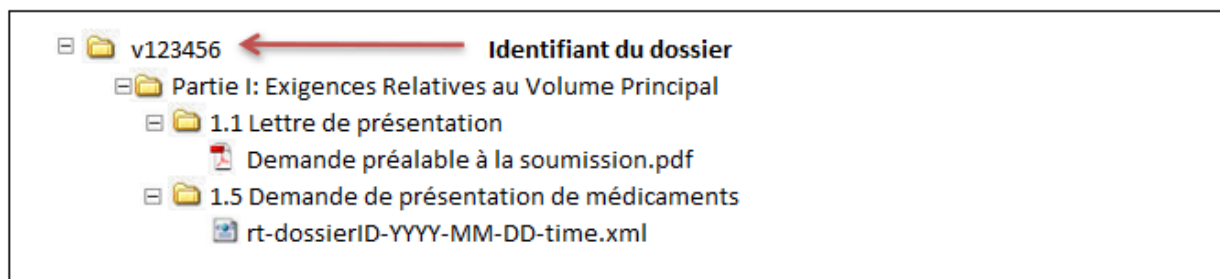 v123456 Identifiant du dossier
Partie I: Exigences Relatives au Volume Principal
1.1 Lettre de présentation
Demande préalable à la soumission.pdf
1.5 Demande de présentation de médicaments
rt-dossierID-YYYY-MM-DD-time.xml